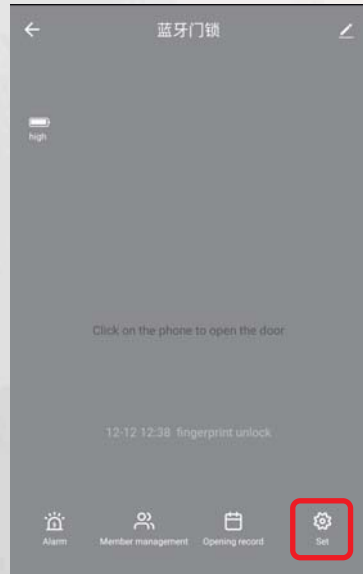 蓝牙门锁
high
Click on the phone to open the door
12-12 12:38 fingerprint unlock
Alarm Member management Opening record Set